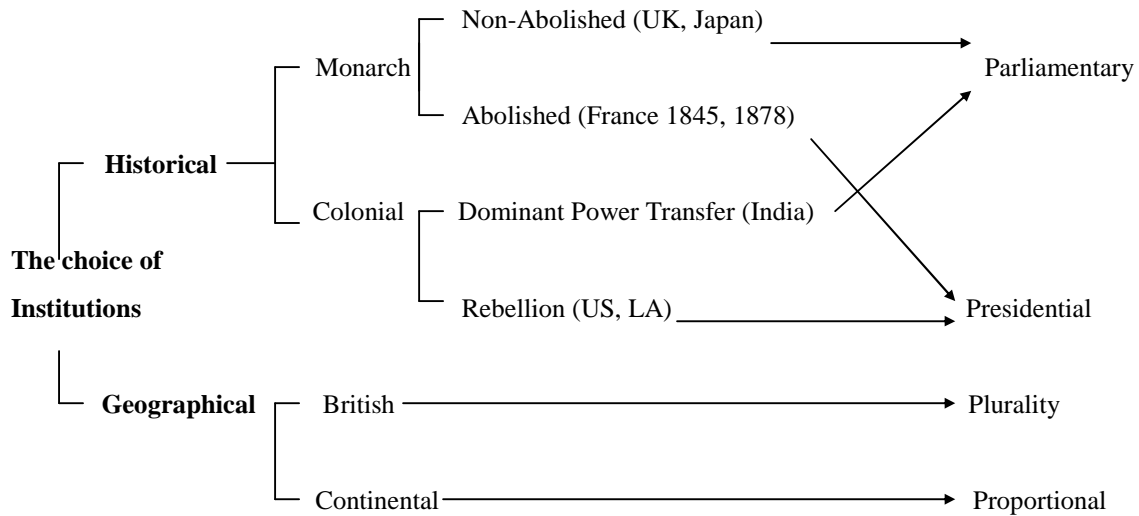 Non-Abolished (UK, Japan)
Monarch
Parliamentary
Abolished (France 1845, 1878)
Historical
Colonial
Dominant Power Transfer (India)
The choice of
Institutions
Rebellion (US, LA)
Presidential
Geographical
British
Plurality
Continental
Proportional